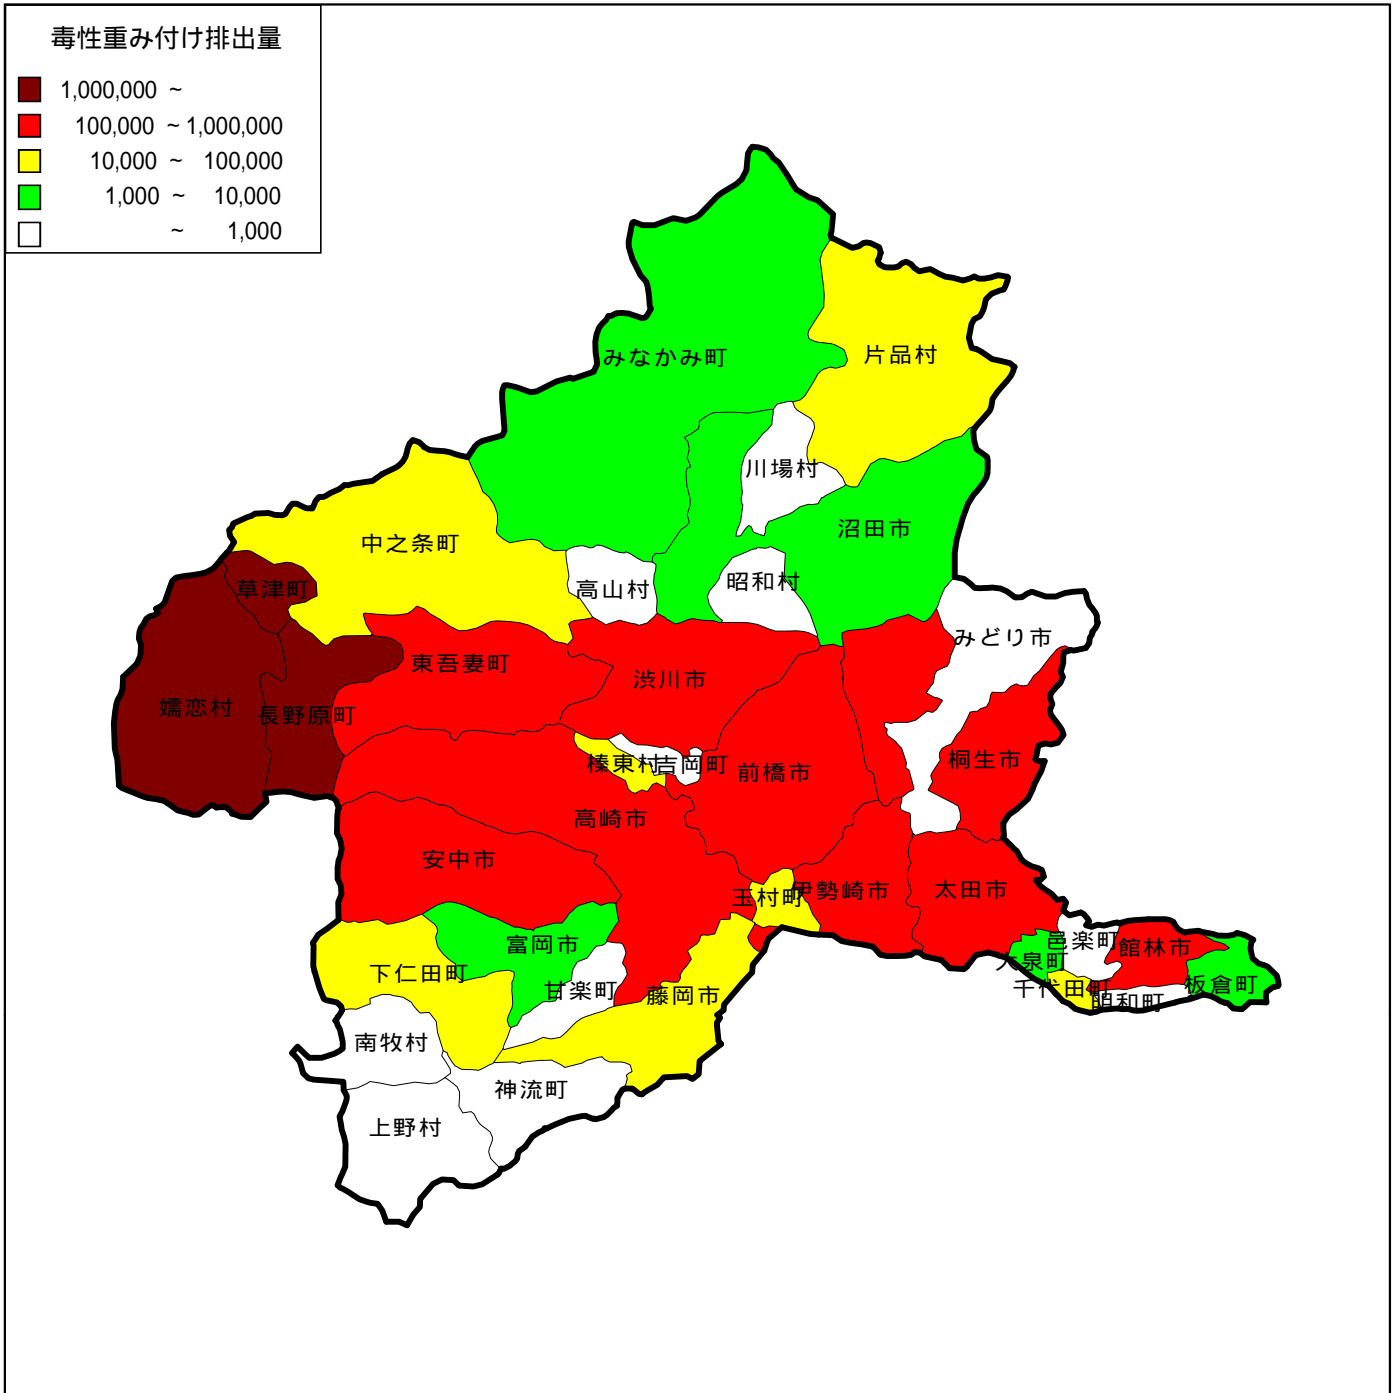 毒性重み付け排出量
1,000,000 ~
100,000 ~ 1,000,000
10,000 ~ 100,000
1,000 ~ 10,000
~ 1,000
みなかみ町
片品村
川場村
沼田市
中之条町
昭和村
高山村
草津町
みどり市
東吾妻町
渋川市
嬬恋村
長野原町
桐生市
榛東村
吉岡町
前橋市
高崎市
安中市
伊勢崎市
太田市
玉村町
邑楽町
館林市
富岡市
大泉町
下仁田町
板倉町
千代田町
甘楽町
藤岡市
明和町
南牧村
神流町
上野村